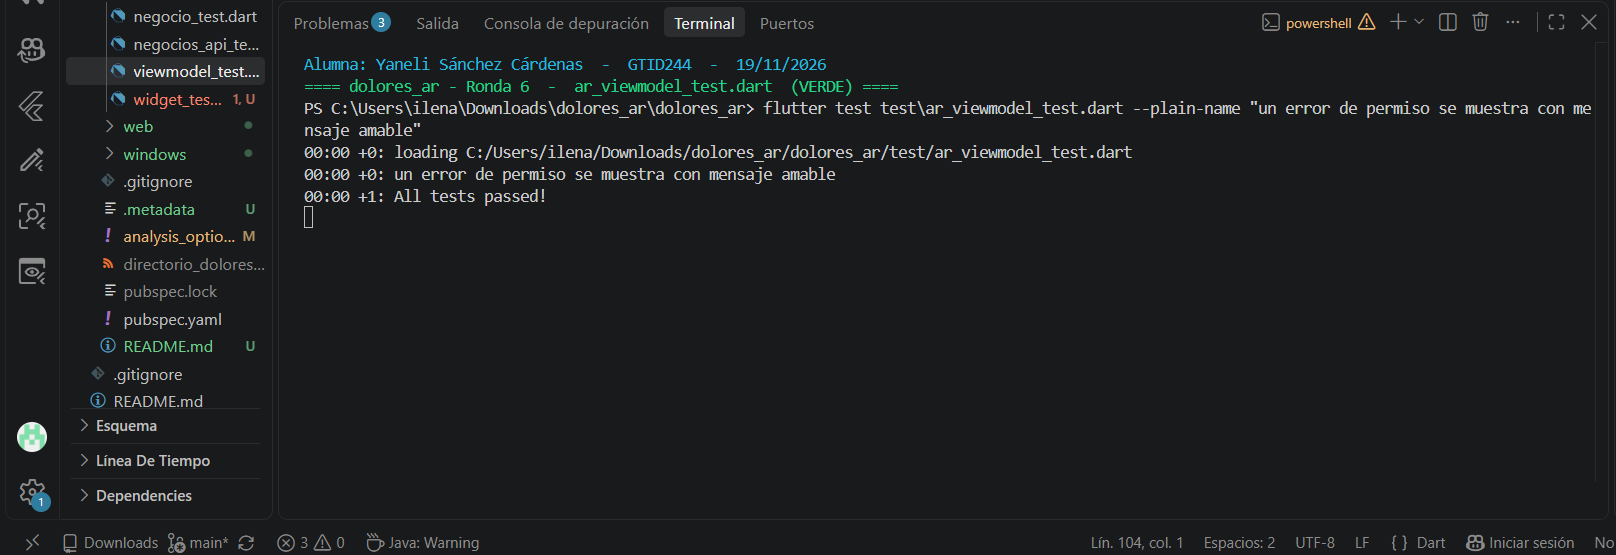 negocio_test.dart
negocios_api_te...
viewmodel_test....
widget_tes... 1, U
web
windows
.gitignore
.metadata U
analysis_optio... M
directorio_dolores...
pubspec.lock
pubspec.yaml
README.md U
.gitignore
README.md
Esquema
Línea De Tiempo
Dependencies
1
Problemas 3 Salida Consola de depuración Terminal Puertos
powershell
Alumna: Yaneli Sánchez Cárdenas - GTID244 - 19/11/2026
==== dolores_ar - Ronda 6 - ar_viewmodel_test.dart (VERDE) ====
PS C:\Users\ilena\Downloads\dolores_ar\dolores_ar> flutter test test\ar_viewmodel_test.dart --plain-name "un error de permiso se muestra con me
nsaje amable"
00:00 +0: loading C:/Users/ilena/Downloads/dolores_ar/dolores_ar/test/ar_viewmodel_test.dart
00:00 +0: un error de permiso se muestra con mensaje amable
00:00 +1: All tests passed!
Downloads main* 3 0 Java: Warning Lín. 104, col. 1 Espacios: 2 UTF-8 LF { } Dart Iniciar sesión No